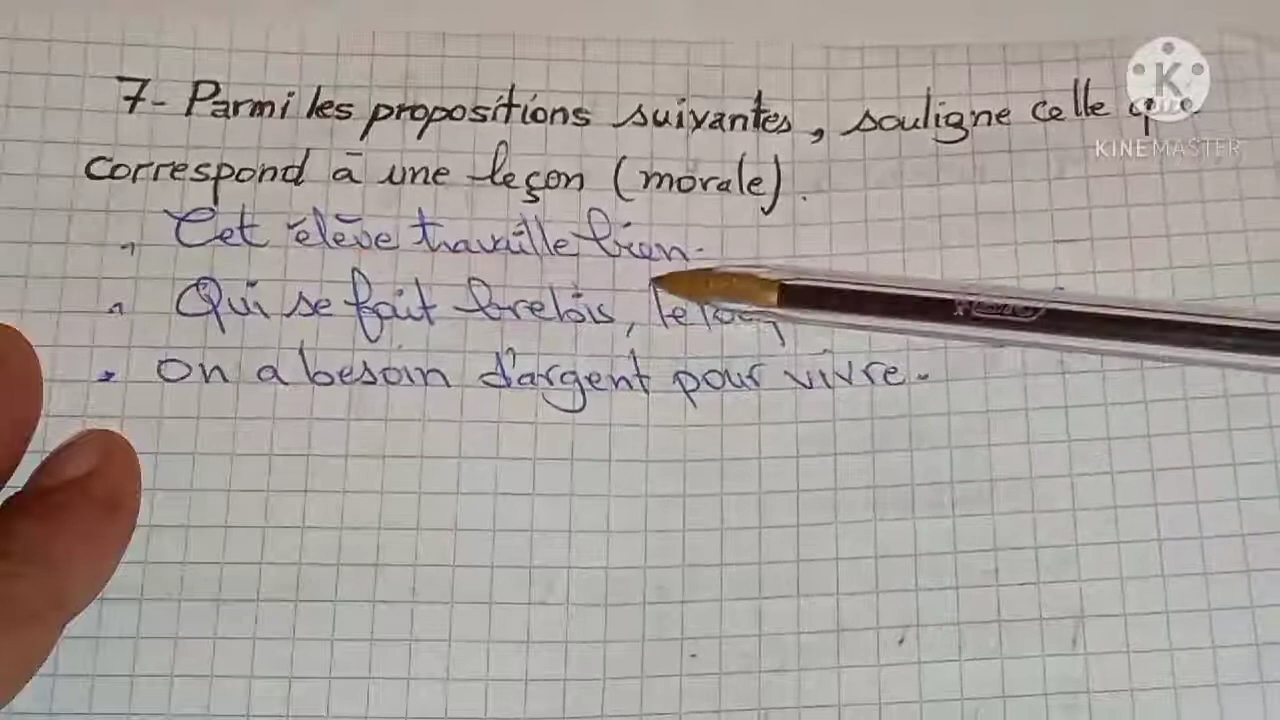 7- Parmi les propositions suivantes, souligne celle
KINEMASTER
correspond à une leçon (morale).
Cet élève travaille bien.
Qui se fait brebis, le
On a besoin d'argent pour vivre.